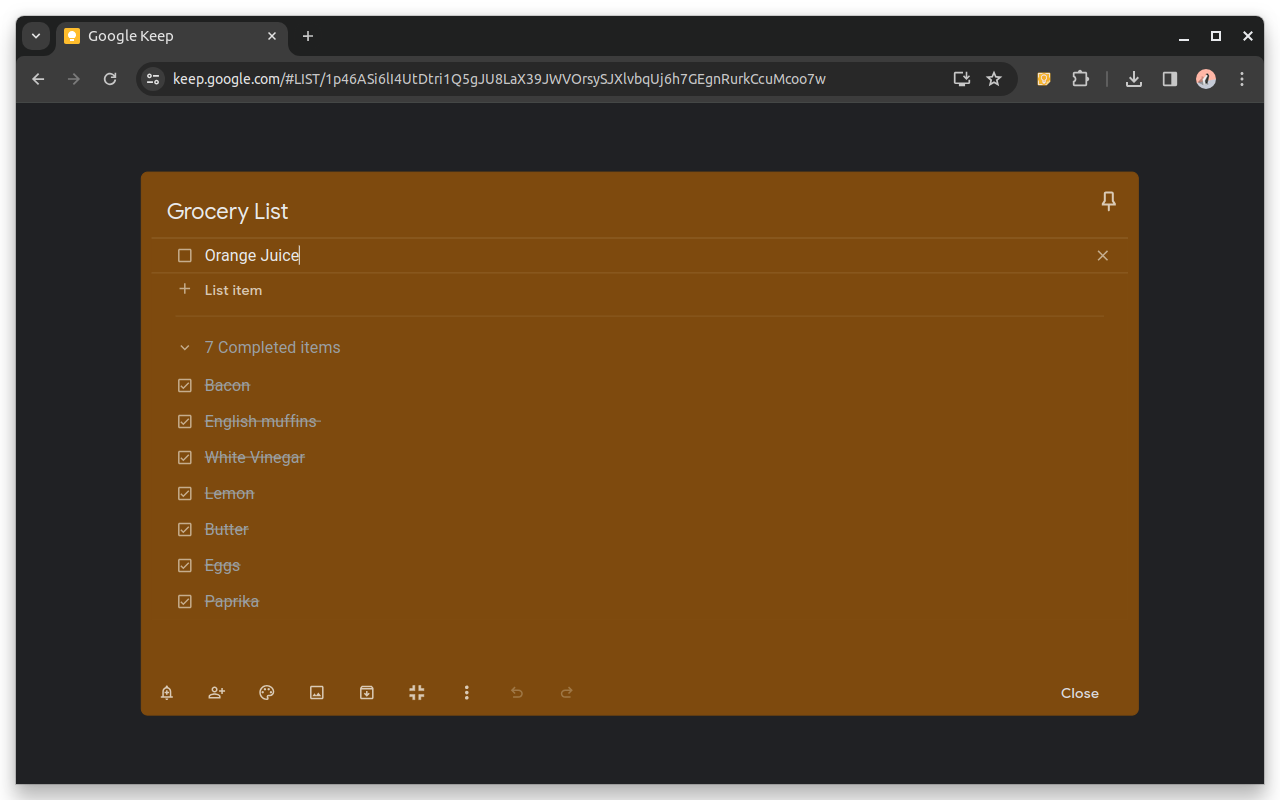 Google Keep
keep.google.com/#LIST/1p46ASi6lI4UtDtri1Q5gJU8LaX39JWVOrsySJXlvbqUj6h7GEgnRurkCcuMcoo7w
Grocery List
Orange Juice
List item
7 Completed items
Bacon
English muffins
White Vinegar
Lemon
Butter
Eggs
Paprika
Close